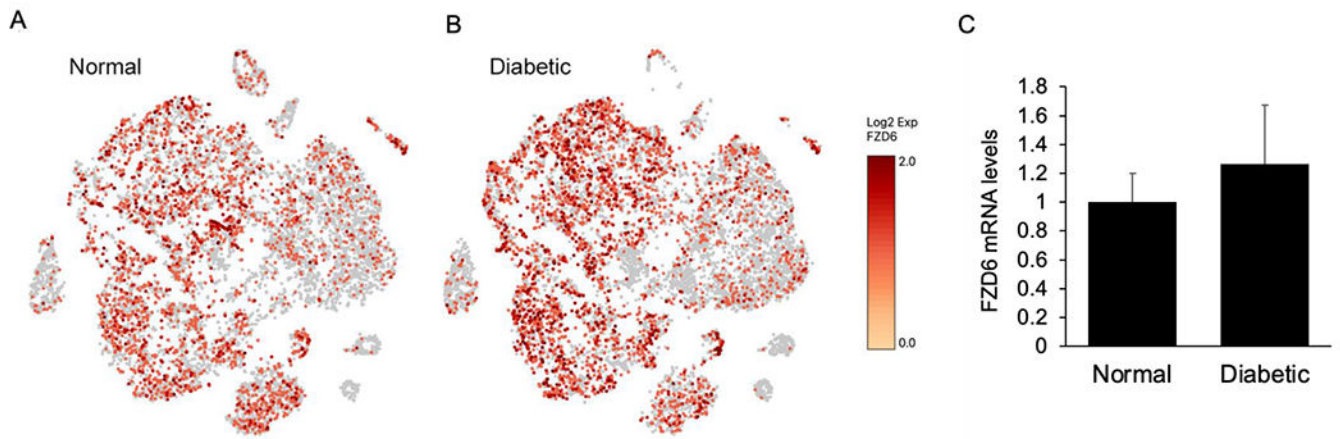 A
Normal
B
Diabetic
Log2 Exp
FZD6
2.0
0.0
C
FZD6 mRNA levels
1.8
1.6
1.4
1.2
1
0.8
0.6
0.4
0.2
0
Normal
Diabetic